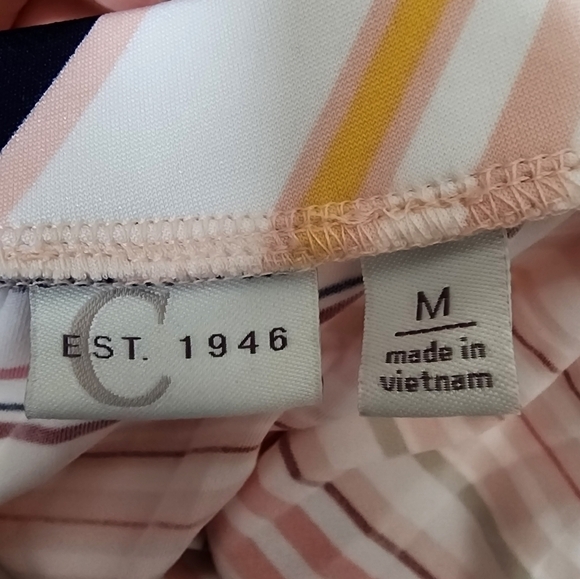 C
EST. 1946
M
made in
vietnam